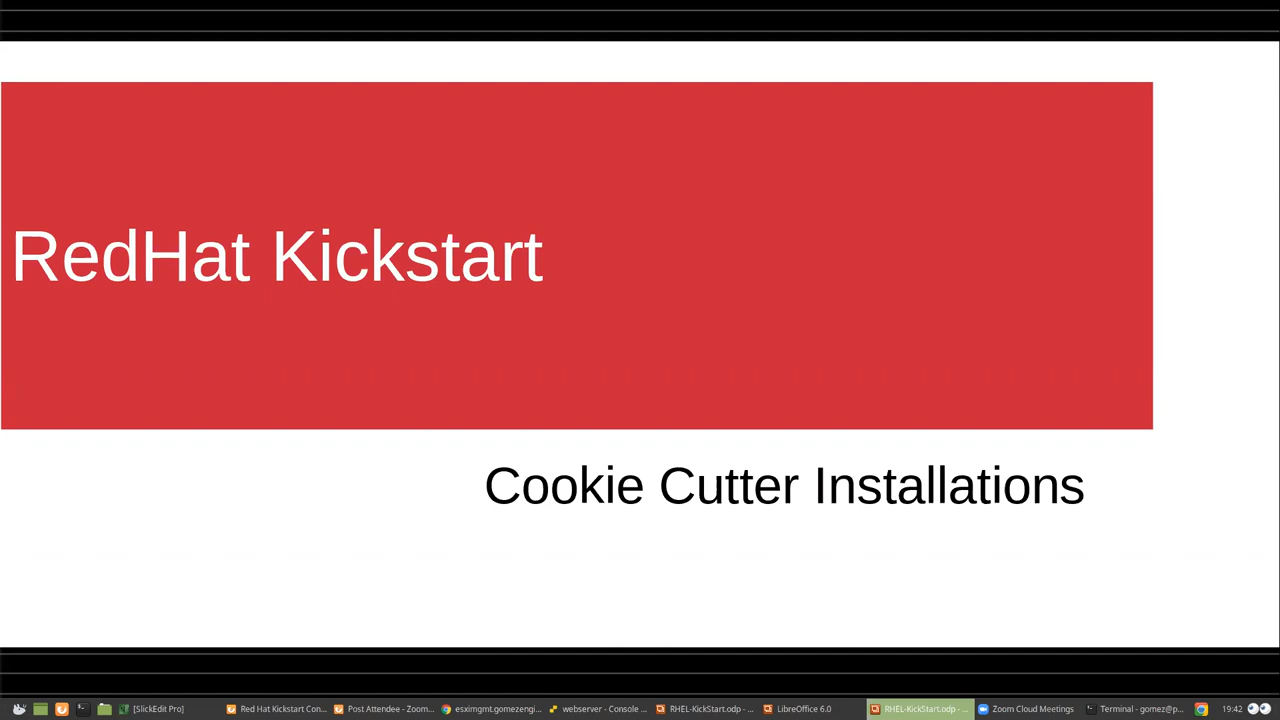 RedHat Kickstart
Cookie Cutter Installations
[SlickEdit Pro]
Red Hat Kickstart Con...
Post Attendee - Zoom...
esximgmt.gomezengi...
webserver - Console ...
RHEL-KickStart.odp - ...
LibreOffice 6.0
RHEL-KickStart.odp - ...
Zoom Cloud Meetings
Terminal - gomez@p...
19:42